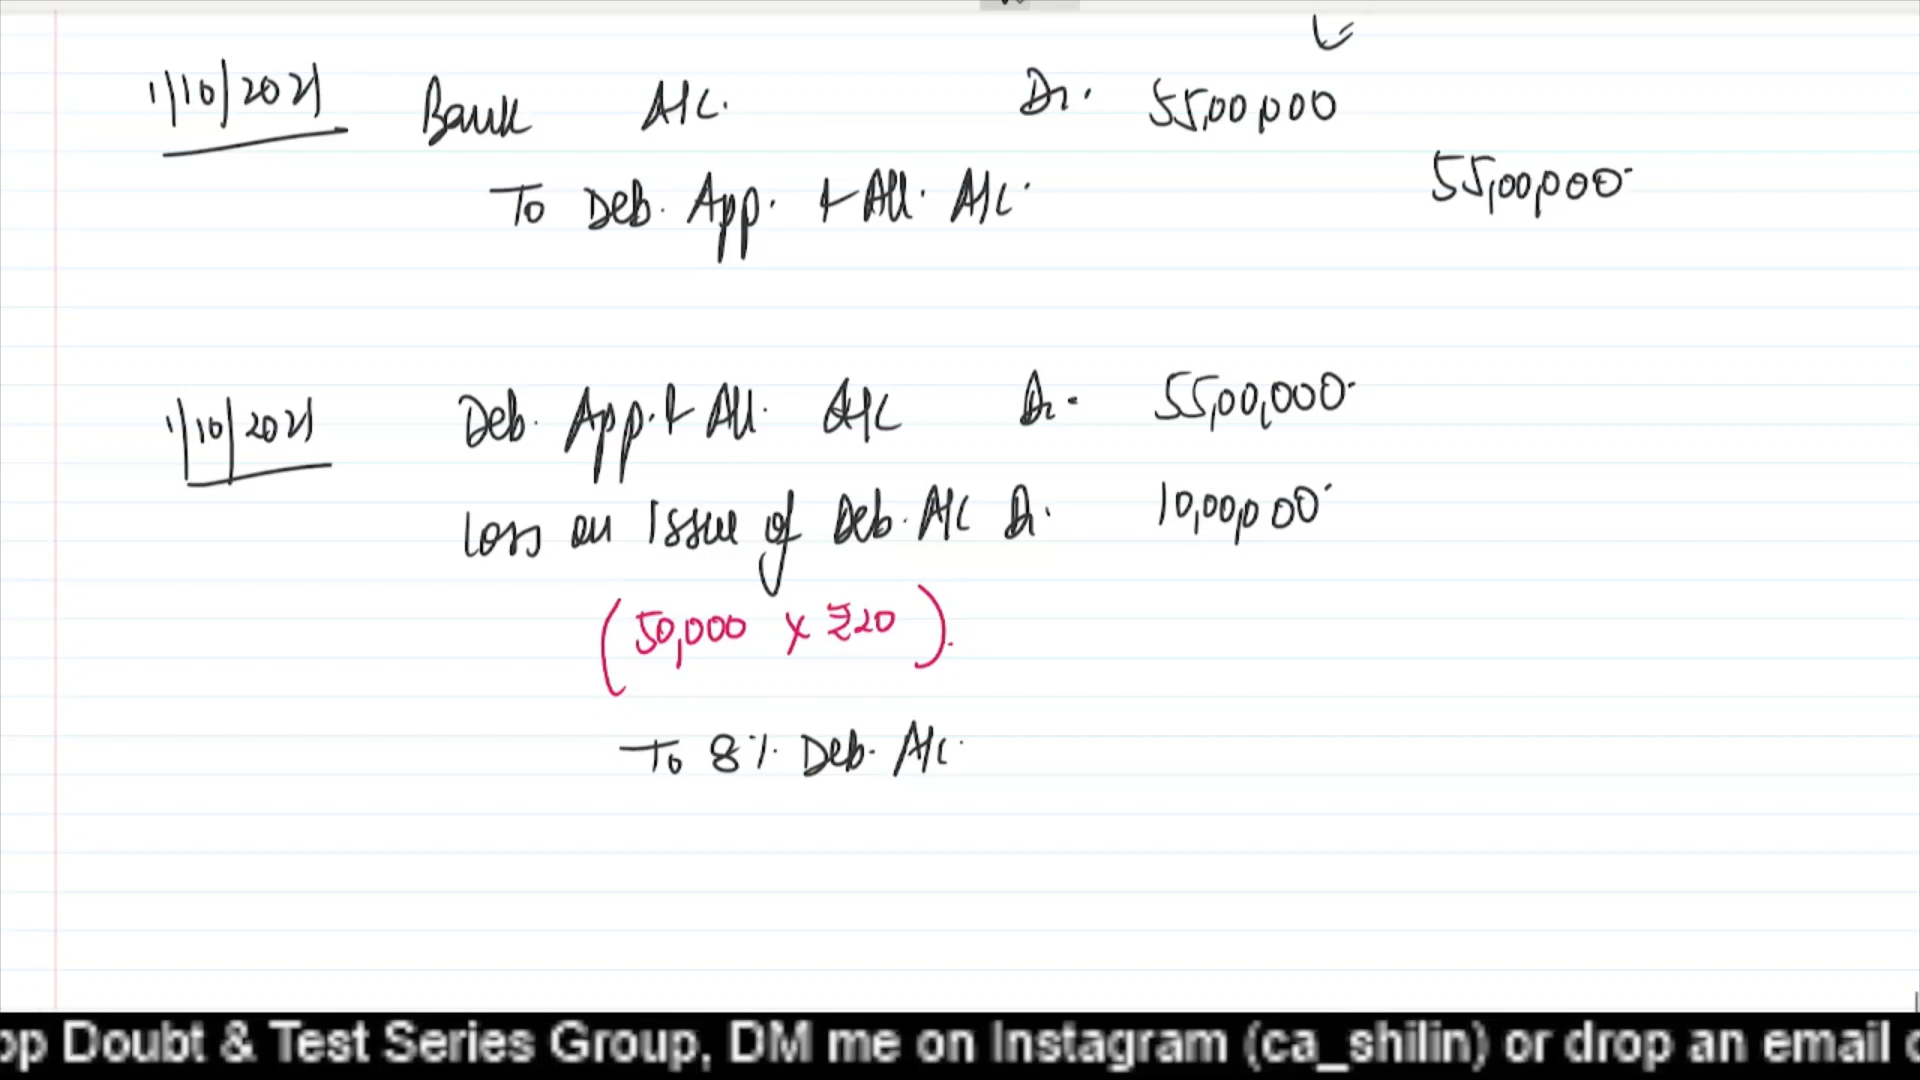 1/10/2021 Bank A/c. Dr. 55,00,000
To Deb. App. & All. A/c. 55,00,000
1/10/2021 Deb. App. & All. A/c Dr. 55,00,000
Loss on Issue of Deb. A/c Dr. 10,00,000
(50,000 x ₹20).
To 8% Deb. A/c.
op Doubt & Test Series Group, DM me on Instagram (ca_shilin) or drop an email